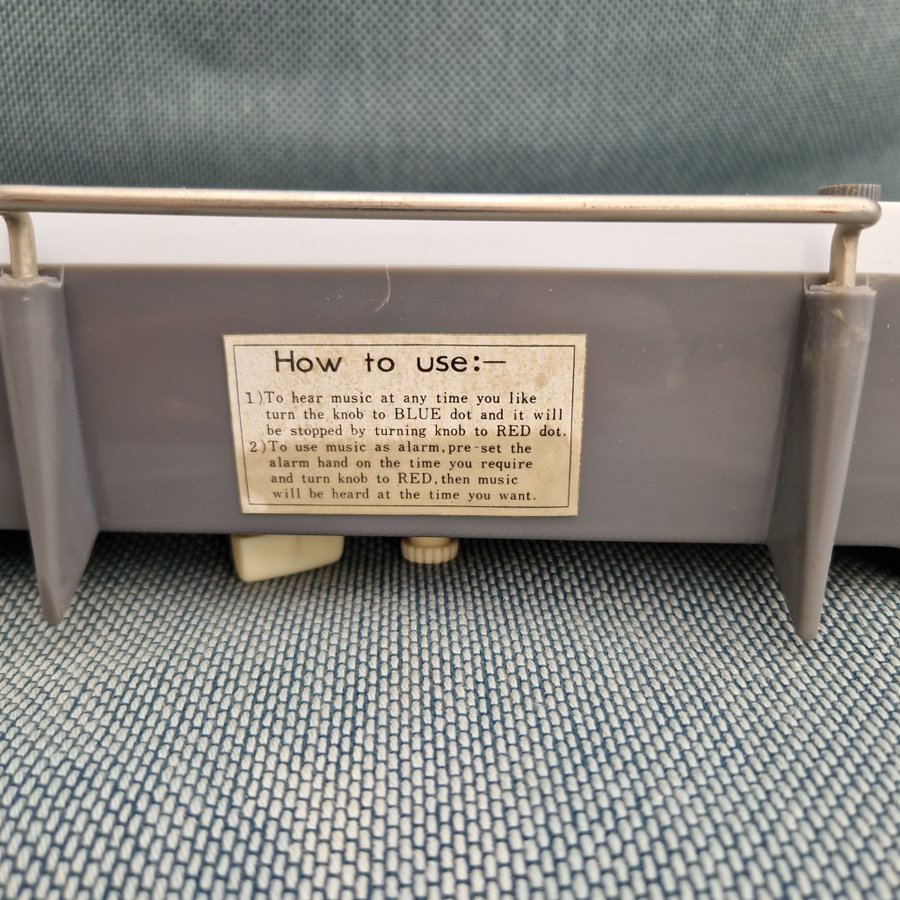 How to use:—
1)To hear music at any time you like
turn the knob to BLUE dot and it will
be stopped by turning knob to RED dot.
2)To use music as alarm,pre-set the
alarm hand on the time you require
and turn knob to RED,then music
will be heard at the time you want.